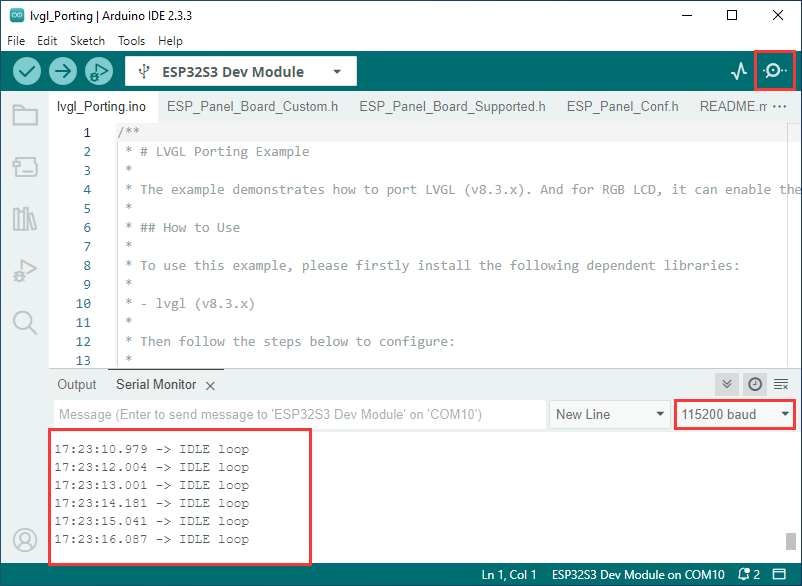 lvgl_Porting | Arduino IDE 2.3.3
File Edit Sketch Tools Help
ESP32S3 Dev Module
lvgl_Porting.ino ESP_Panel_Board_Custom.h ESP_Panel_Board_Supported.h ESP_Panel_Conf.h README.m ...
1 /**
2 * # LVGL Porting Example
3 *
4 * The example demonstrates how to port LVGL (v8.3.x). And for RGB LCD, it can enable the
5 *
6 * ## How to Use
7 *
8 * To use this example, please firstly install the following dependent libraries:
9 *
10 * - lvgl (v8.3.x)
11 *
12 * Then follow the steps below to configure:
13 *
Output Serial Monitor
Message (Enter to send message to 'ESP32S3 Dev Module' on 'COM10') New Line 115200 baud
17:23:10.979 -> IDLE loop
17:23:12.004 -> IDLE loop
17:23:13.001 -> IDLE loop
17:23:14.181 -> IDLE loop
17:23:15.041 -> IDLE loop
17:23:16.087 -> IDLE loop
Ln 1, Col 1 ESP32S3 Dev Module on COM10 2